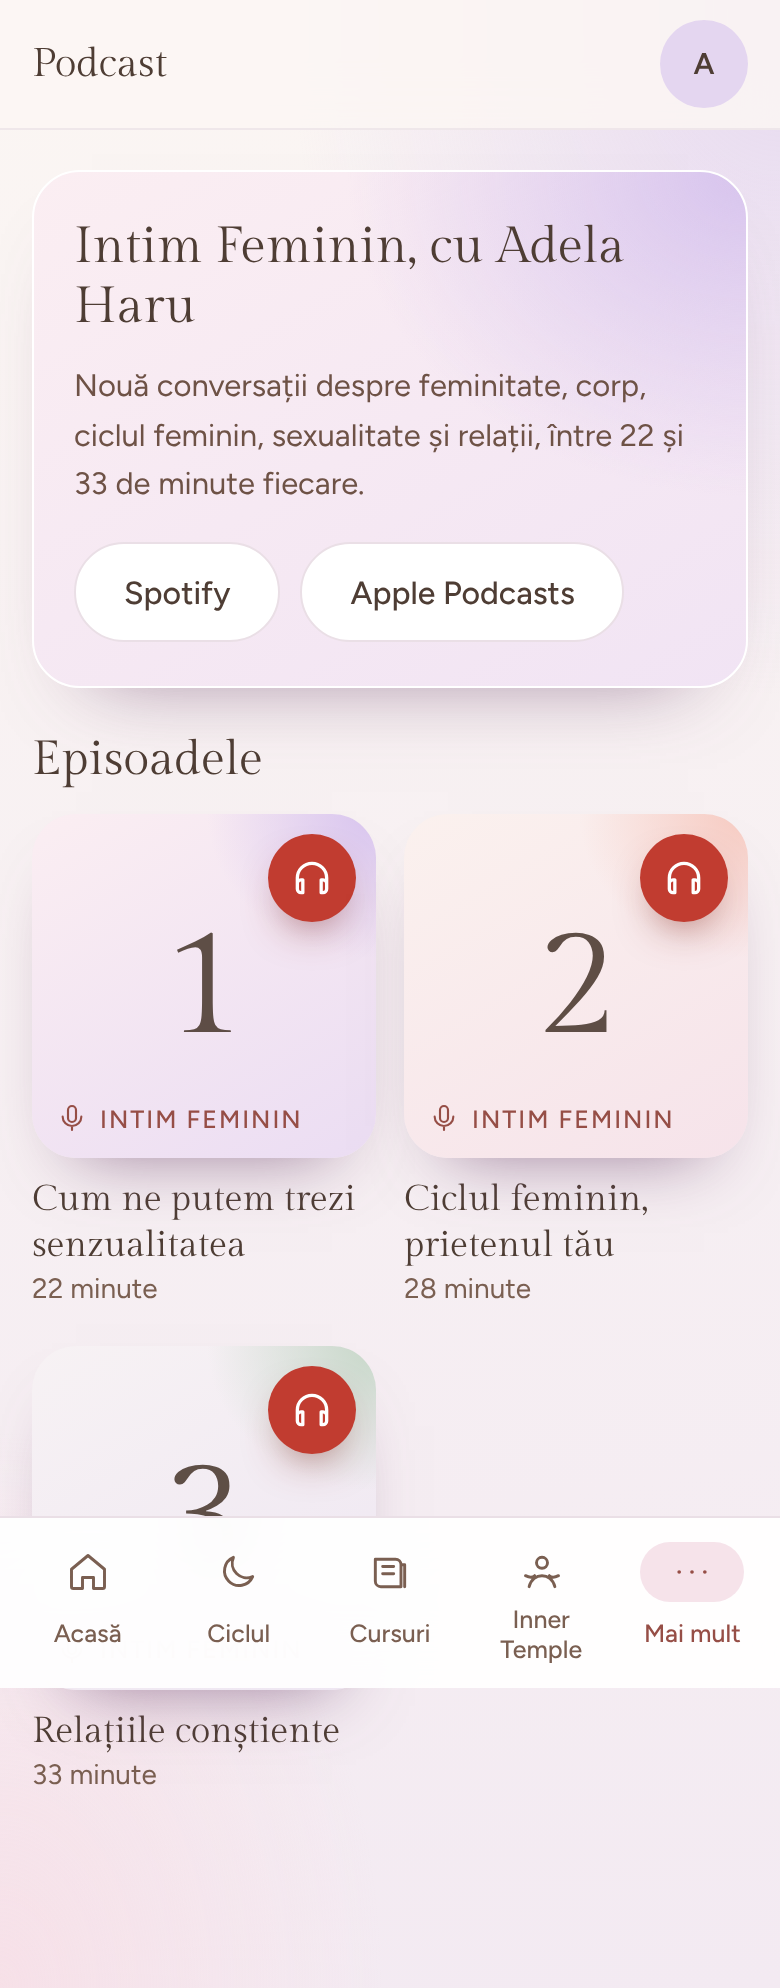 Podcast
A
Intim Feminin, cu Adela
Haru
Nouă conversații despre feminitate, corp,
ciclul feminin, sexualitate și relații, între 22 și
33 de minute fiecare.
Spotify
Apple Podcasts
Episoadele
1
INTIM FEMININ
Cum ne putem trezi
senzualitatea
22 minute
2
INTIM FEMININ
Ciclul feminin,
prietenul tău
28 minute
3
Acasă
Ciclul
Cursuri
Inner
Temple
Mai mult
Relațiile conștiente
33 minute